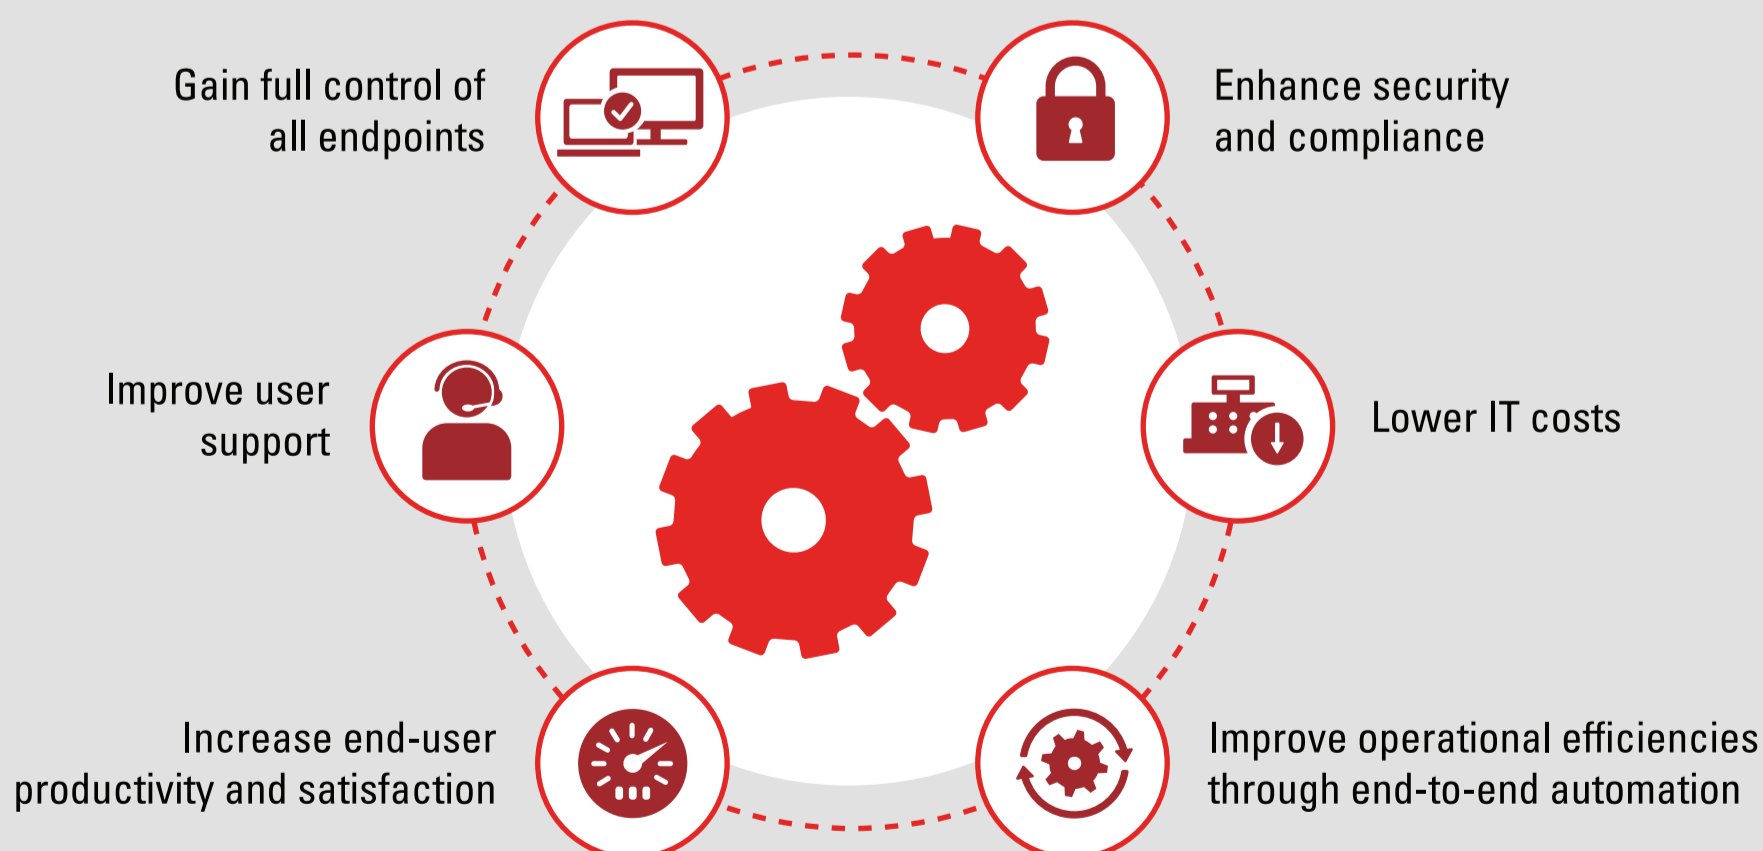 Gain full control of
all endpoints
Enhance security
and compliance
Improve user
support
Lower IT costs
Increase end-user
productivity and satisfaction
Improve operational efficiencies
through end-to-end automation